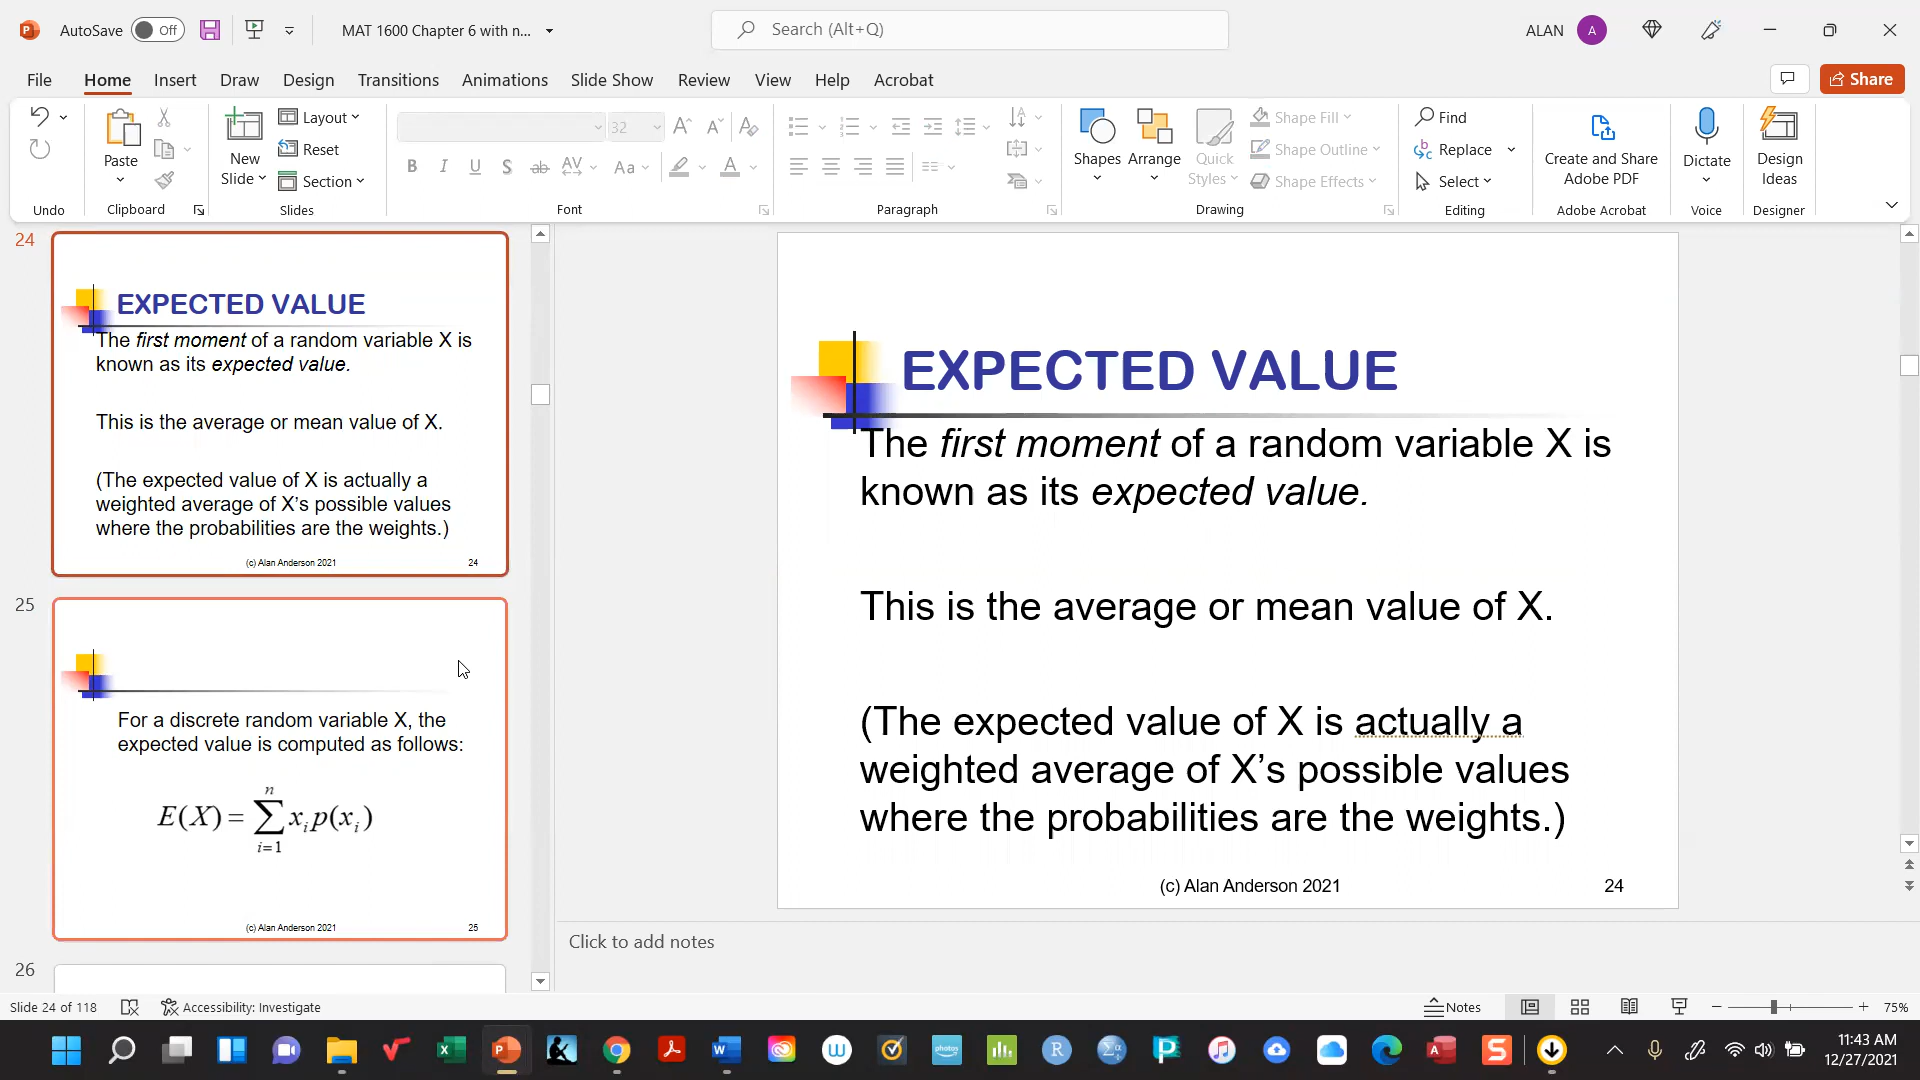 AutoSave Off MAT 1600 Chapter 6 with n... Search (Alt+Q) ALAN A
File Home Insert Draw Design Transitions Animations Slide Show Review View Help Acrobat Share
Paste
New
Slide
Layout
Reset
Section
32
Shapes
Arrange
Quick
Styles
Shape Fill
Shape Outline
Shape Effects
Find
Replace
Select
Create and Share
Adobe PDF
Dictate
Design
Ideas
Undo Clipboard Slides Font Paragraph Drawing Editing Adobe Acrobat Voice Designer
24
EXPECTED VALUE
The first moment of a random variable X is
known as its expected value.
This is the average or mean value of X.
(The expected value of X is actually a
weighted average of X’s possible values
where the probabilities are the weights.)
(c) Alan Anderson 2021 24
25
For a discrete random variable X, the
expected value is computed as follows:
E(X) = ∑ x_i p(x_i)
n
i=1
(c) Alan Anderson 2021 25
26
EXPECTED VALUE
The first moment of a random variable X is
known as its expected value.
This is the average or mean value of X.
(The expected value of X is actually a
weighted average of X’s possible values
where the probabilities are the weights.)
(c) Alan Anderson 2021 24
Click to add notes
Slide 24 of 118 Accessibility: Investigate Notes 75%
11:43 AM
12/27/2021